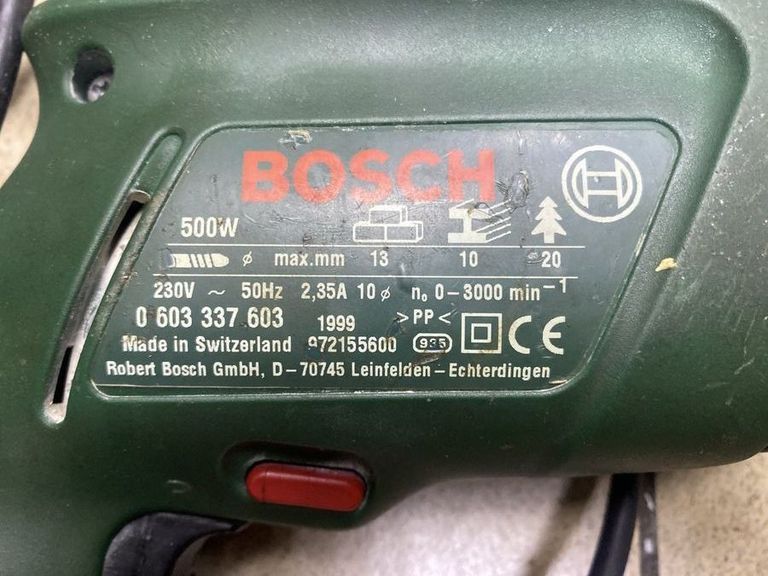 BOSCH
500W
ø max.mm 13 10 20
230V ~ 50Hz 2,35A 10 ø n₀ 0-3000 min⁻¹
0 603 337 603 1999 >PP<
Made in Switzerland 972155600 935 CE
Robert Bosch GmbH, D-70745 Leinfelden-Echterdingen